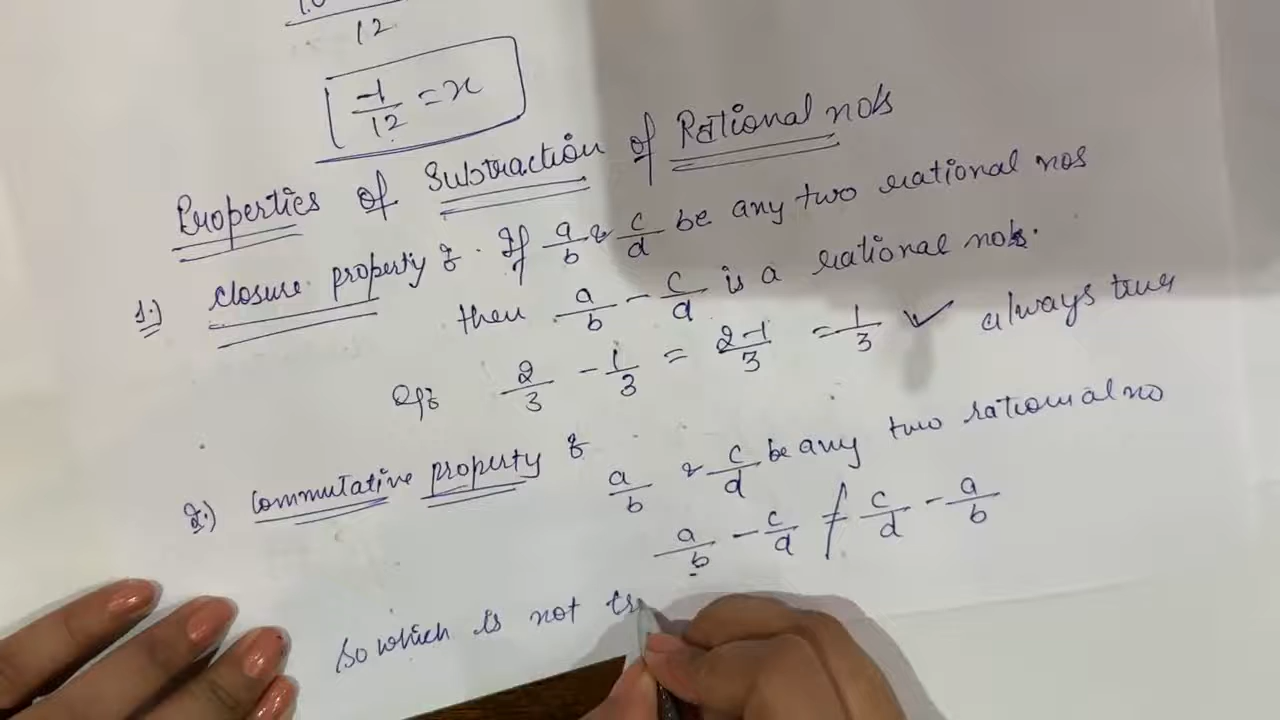 12
-1/12 = x
Properties of Subtraction of Rational nos
1.) closure property : If a/b & c/d be any two rational nos
then a/b - c/d is a rational nos.
eg: 2/3 - 1/3 = 2-1/3 = 1/3 ✓ always true
2.) Commutative property : a/b & c/d be any two rational no
a/b - c/d ≠ c/d - a/b
So which is not tr